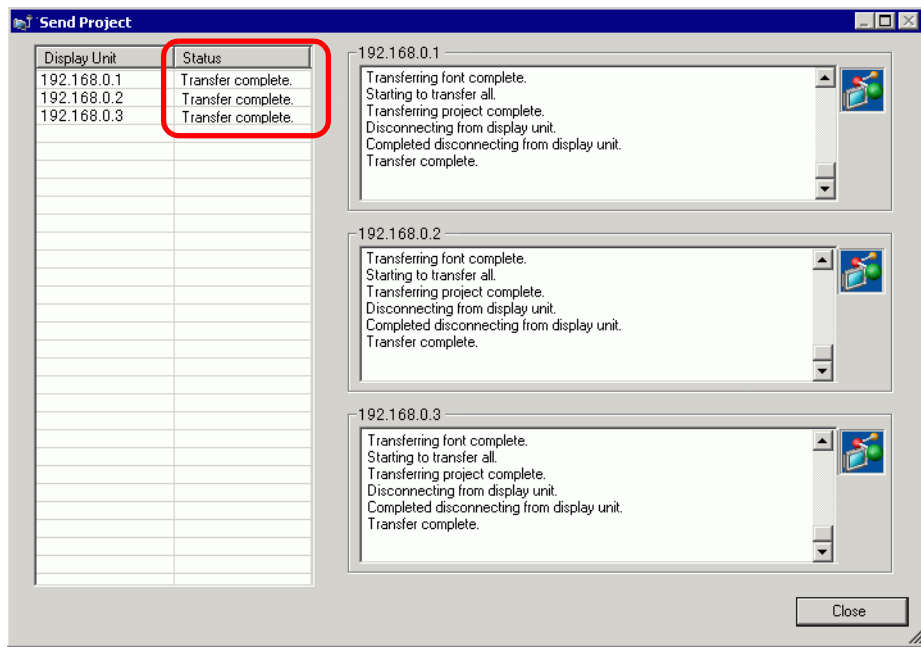 Send Project
Display Unit Status
192.168.0.1 Transfer complete.
192.168.0.2 Transfer complete.
192.168.0.3 Transfer complete.
192.168.0.1
Transferring font complete.
Starting to transfer all.
Transferring project complete.
Disconnecting from display unit.
Completed disconnecting from display unit.
Transfer complete.
192.168.0.2
Transferring font complete.
Starting to transfer all.
Transferring project complete.
Disconnecting from display unit.
Completed disconnecting from display unit.
Transfer complete.
192.168.0.3
Transferring font complete.
Starting to transfer all.
Transferring project complete.
Disconnecting from display unit.
Completed disconnecting from display unit.
Transfer complete.
Close